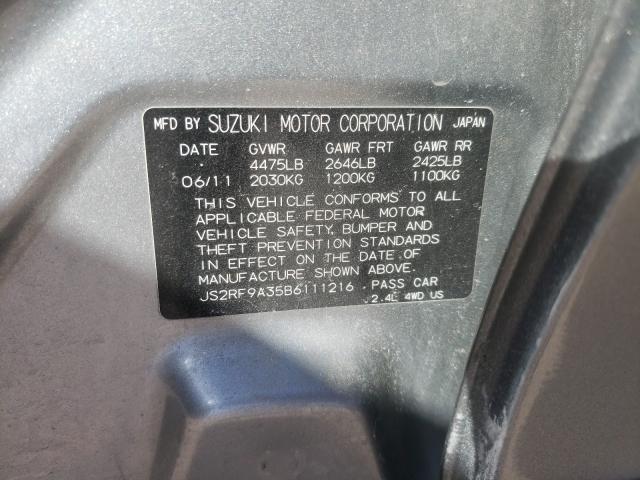 MFD BY SUZUKI MOTOR CORPORATION JAPAN
DATE GVWR GAWR FRT GAWR RR
4475LB 2646LB 2425LB
06/11 2030KG 1200KG 1100KG
THIS VEHICLE CONFORMS TO ALL
APPLICABLE FEDERAL MOTOR
VEHICLE SAFETY, BUMPER AND
THEFT PREVENTION STANDARDS
IN EFFECT ON THE DATE OF
MANUFACTURE SHOWN ABOVE.
JS2RF9A35B6111216 PASS CAR
2.4L 4WD US